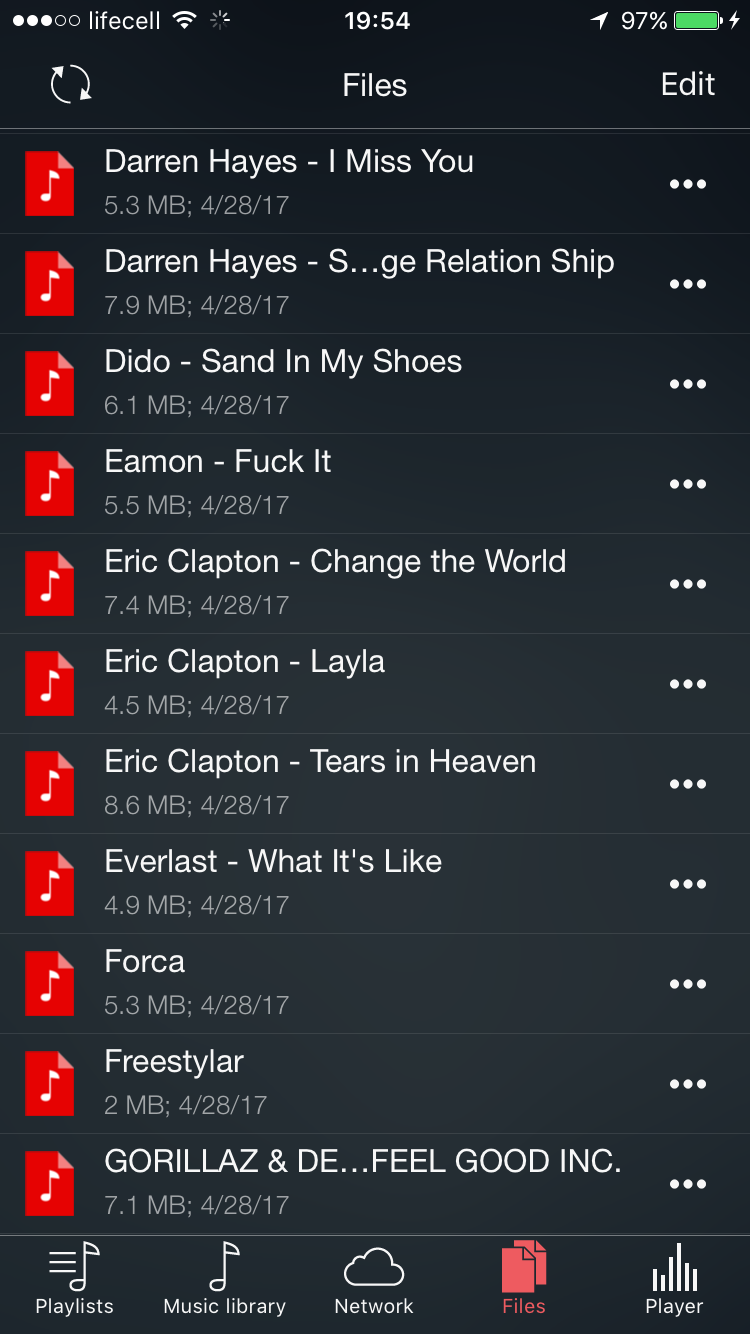 lifecell 19:54 97%
Files Edit
Darren Hayes - I Miss You
5.3 MB; 4/28/17
Darren Hayes - S...ge Relation Ship
7.9 MB; 4/28/17
Dido - Sand In My Shoes
6.1 MB; 4/28/17
Eamon - Fuck It
5.5 MB; 4/28/17
Eric Clapton - Change the World
7.4 MB; 4/28/17
Eric Clapton - Layla
4.5 MB; 4/28/17
Eric Clapton - Tears in Heaven
8.6 MB; 4/28/17
Everlast - What It's Like
4.9 MB; 4/28/17
Forca
5.3 MB; 4/28/17
Freestylar
2 MB; 4/28/17
GORILLAZ & DE...FEEL GOOD INC.
7.1 MB; 4/28/17
Playlists Music library Network Files Player